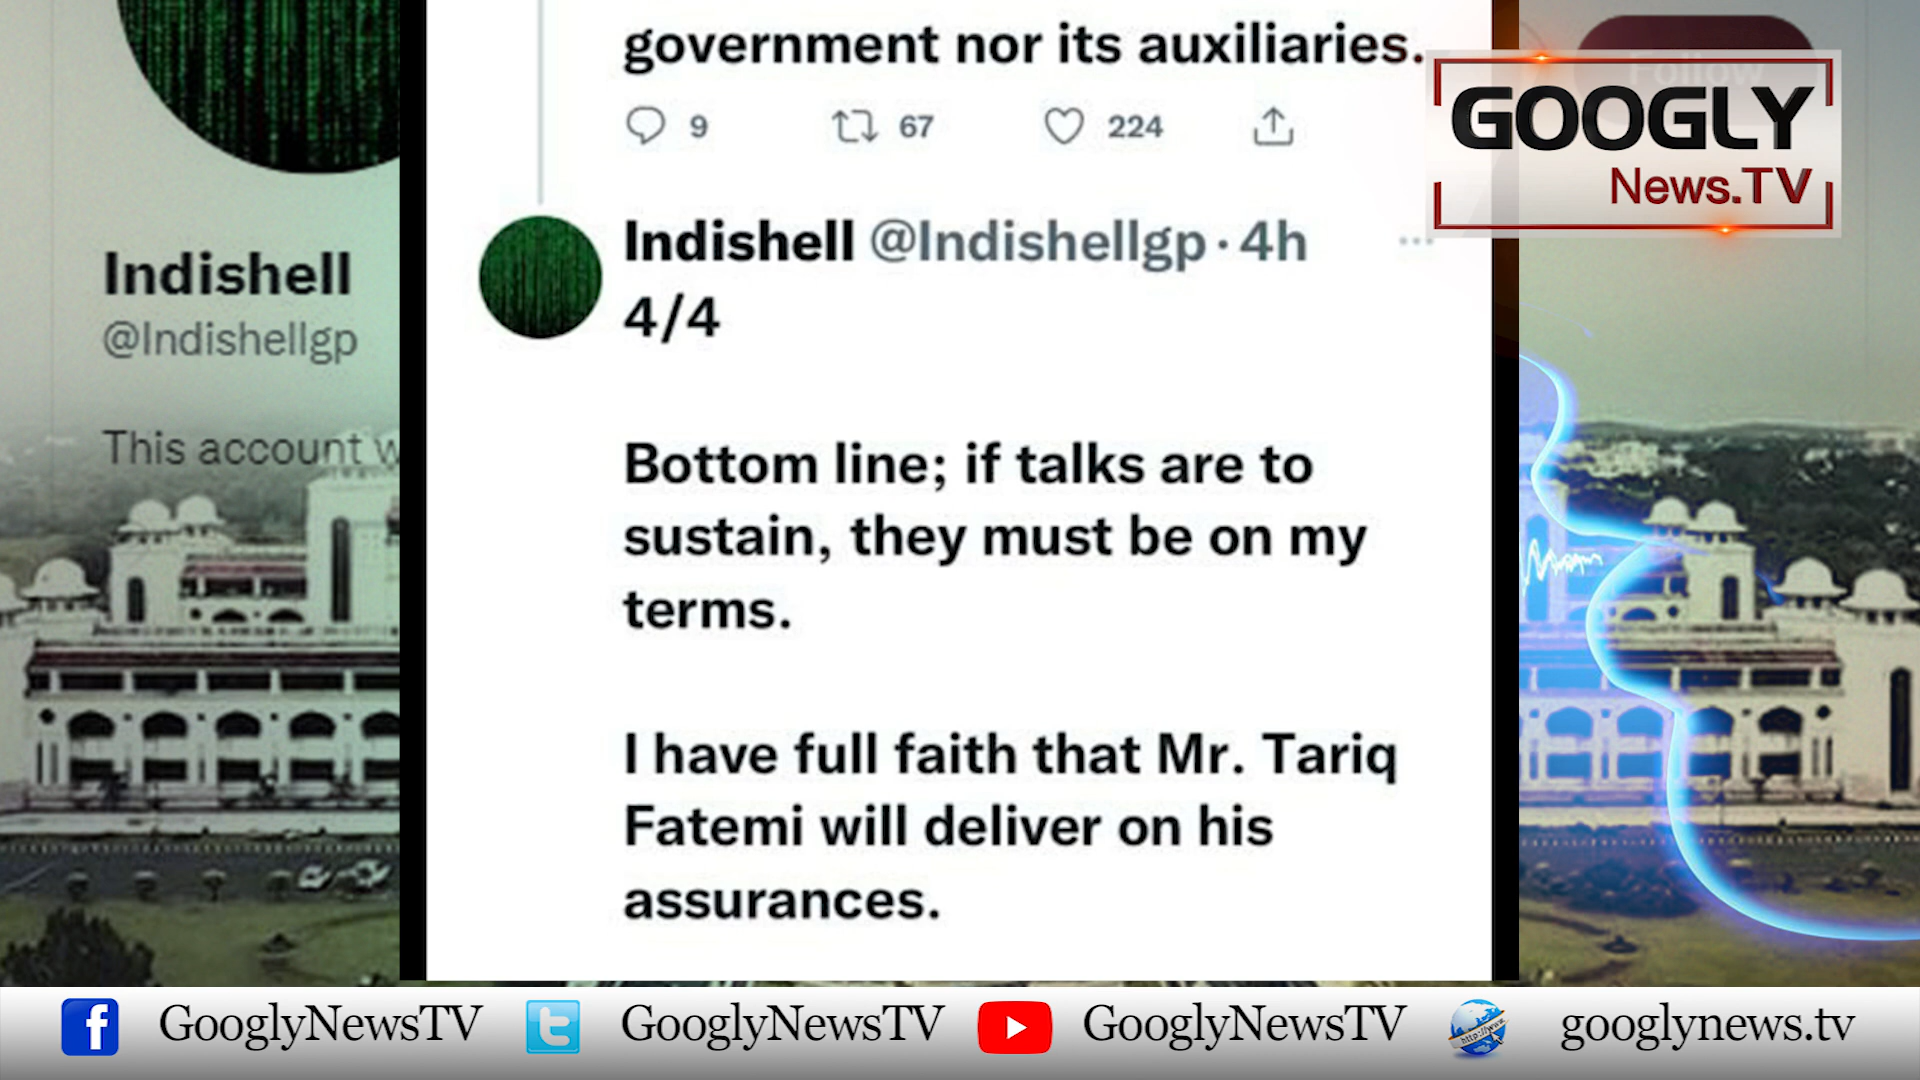 government nor its auxiliaries.
9 67 224
Follow
GOOGLY
News.TV
Indishell @Indishellgp · 4h
4/4
Bottom line; if talks are to
sustain, they must be on my
terms.
I have full faith that Mr. Tariq
Fatemi will deliver on his
assurances.
Indishell
@Indishellgp
This account w
GooglyNewsTV GooglyNewsTV GooglyNewsTV googlynews.tv